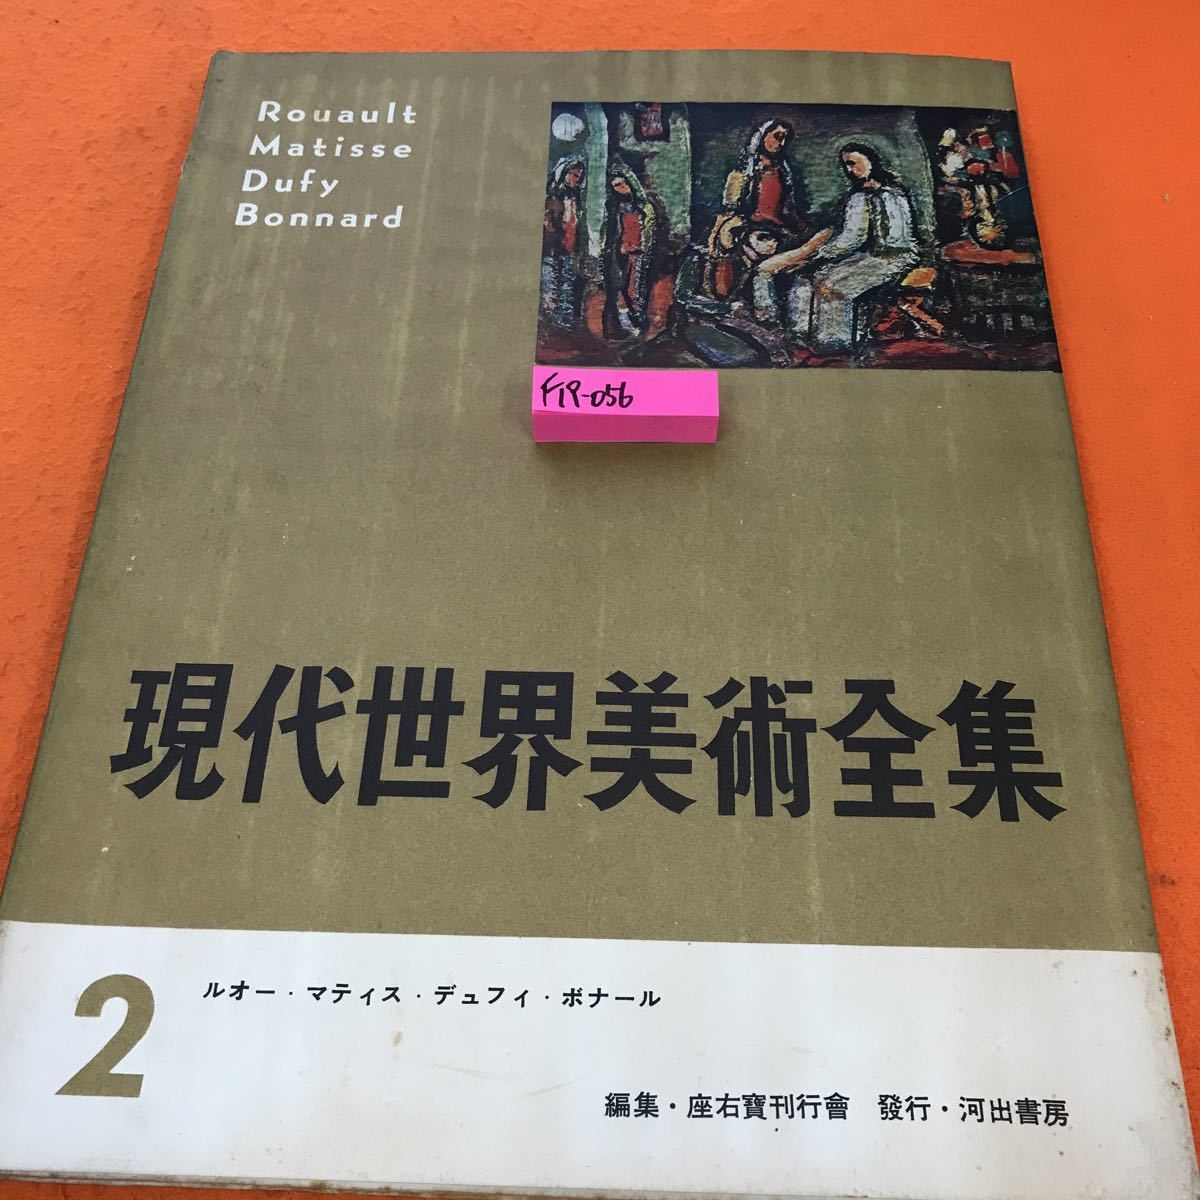 Rouault
Matisse
Dufy
Bonnard
F19-056
現代世界美術全集
2
ルオー・マティス・デュフィ・ボナール
編集・座右寶刊行會 發行・河出書房